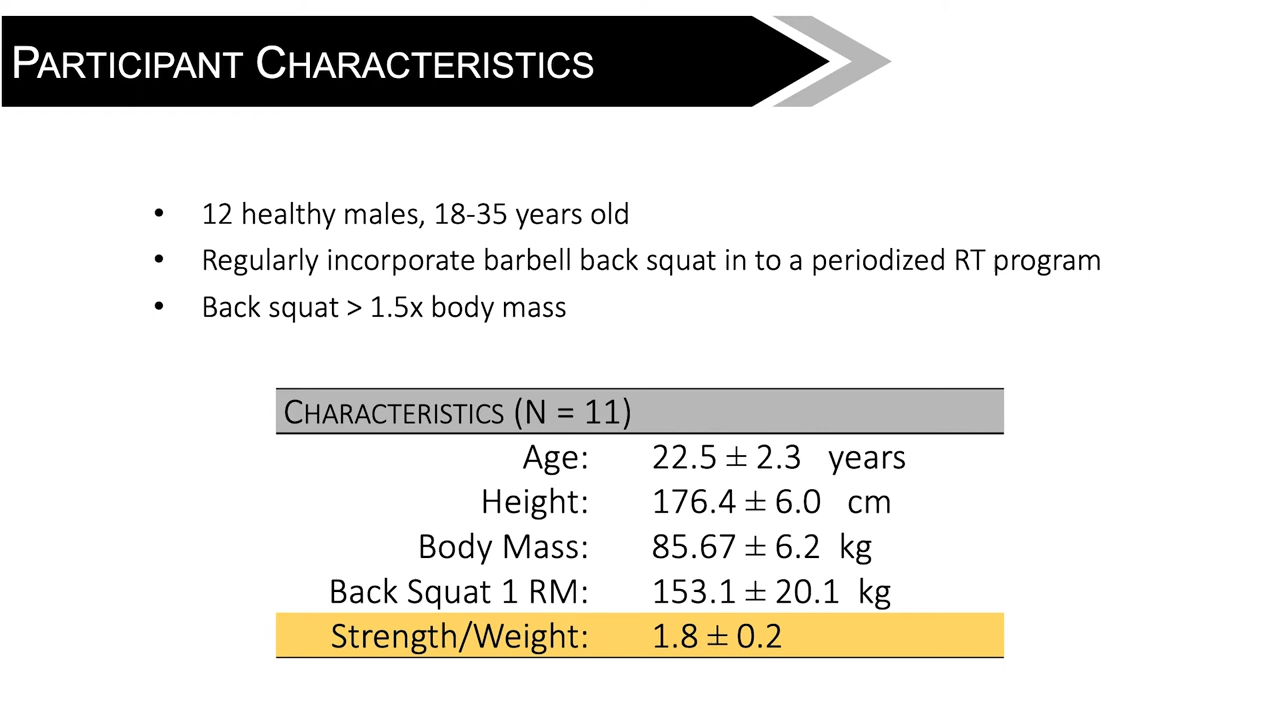 PARTICIPANT CHARACTERISTICS
• 12 healthy males, 18-35 years old
• Regularly incorporate barbell back squat in to a periodized RT program
• Back squat > 1.5x body mass
CHARACTERISTICS (N = 11)
Age: 22.5 ± 2.3 years
Height: 176.4 ± 6.0 cm
Body Mass: 85.67 ± 6.2 kg
Back Squat 1 RM: 153.1 ± 20.1 kg
Strength/Weight: 1.8 ± 0.2